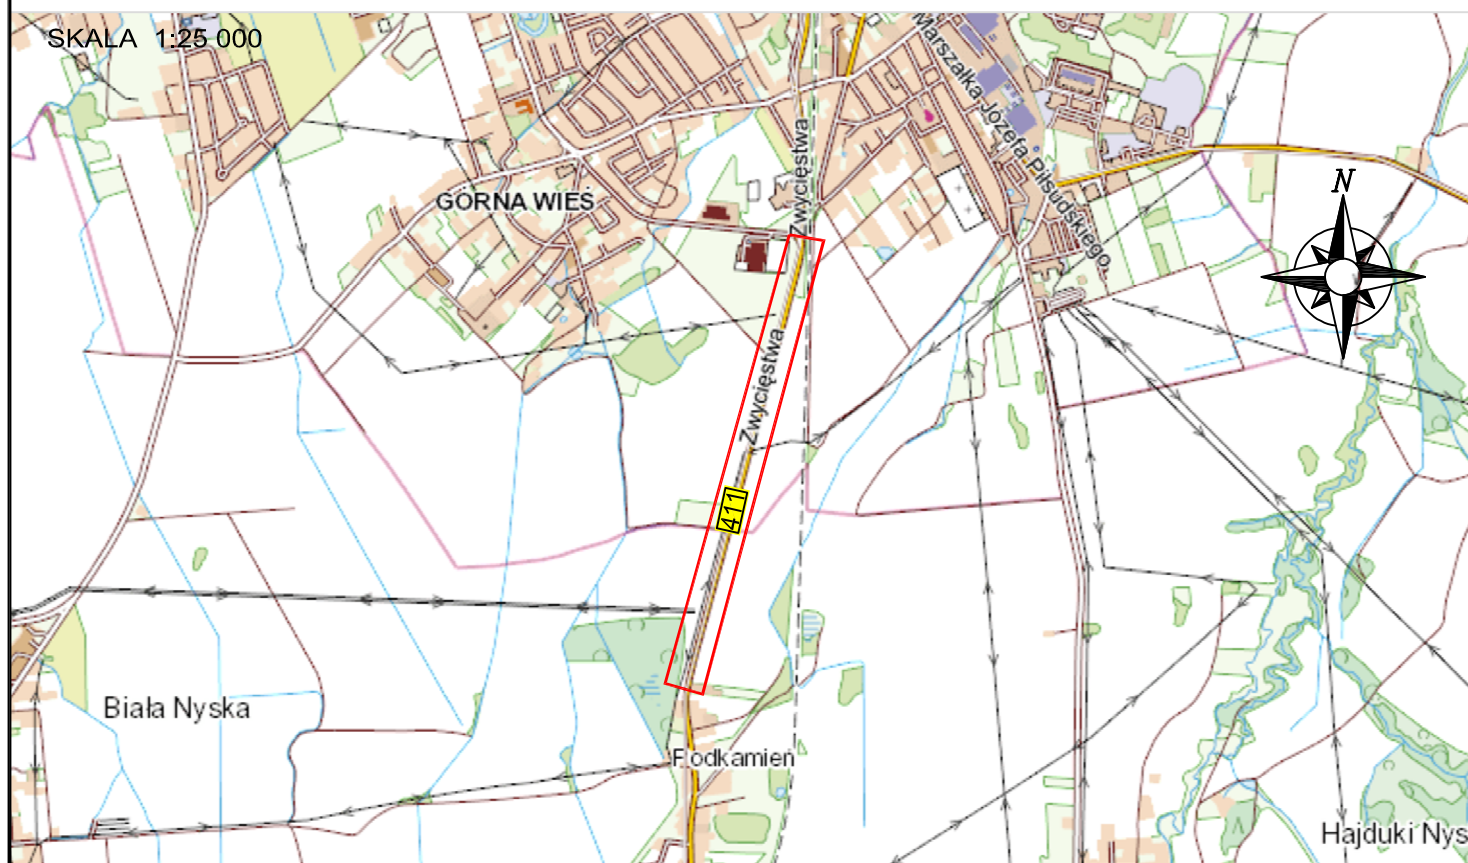 SKALA 1:25 000
Marszałka Józefa Piłsudskiego
Zwycięstwa
N
GÓRNA WIEŚ
Zwycięstwa
411
Biała Nyska
Podkamień
Hajduki Nys